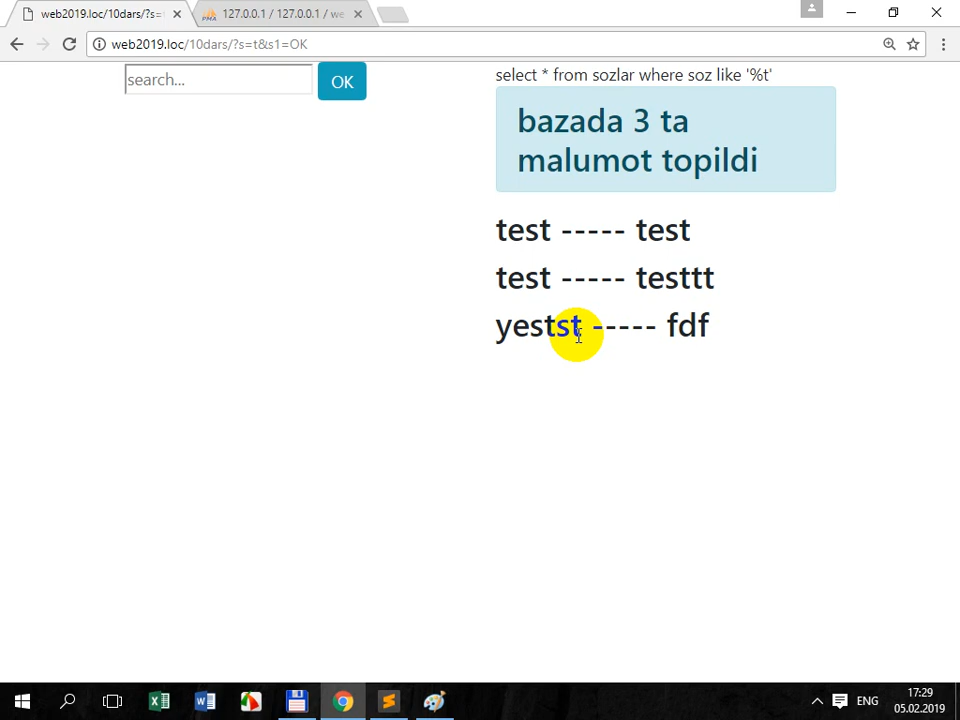 web2019.loc/10dars/?s=
127.0.0.1 / 127.0.0.1 / we
web2019.loc/10dars/?s=t&s1=OK
search...
OK
select * from sozlar where soz like '%t'
bazada 3 ta
malumot topildi
test ----- test
test ----- testtt
yestst ----- fdf
ENG
17:29
05.02.2019